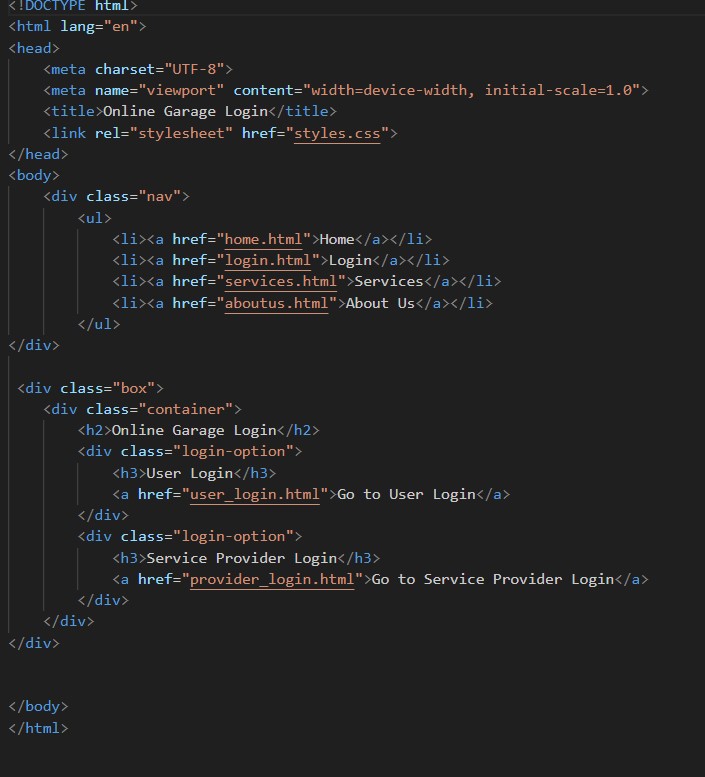 <!DOCTYPE html>
<html lang="en">
<head>
    <meta charset="UTF-8">
    <meta name="viewport" content="width=device-width, initial-scale=1.0">
    <title>Online Garage Login</title>
    <link rel="stylesheet" href="styles.css">
</head>
<body>
    <div class="nav">
        <ul>
            <li><a href="home.html">Home</a></li>
            <li><a href="login.html">Login</a></li>
            <li><a href="services.html">Services</a></li>
            <li><a href="aboutus.html">About Us</a></li>
        </ul>
</div>
 <div class="box">
    <div class="container">
        <h2>Online Garage Login</h2>
        <div class="login-option">
            <h3>User Login</h3>
            <a href="user_login.html">Go to User Login</a>
        </div>
        <div class="login-option">
            <h3>Service Provider Login</h3>
            <a href="provider_login.html">Go to Service Provider Login</a>
        </div>
    </div>
</div>
</body>
</html>